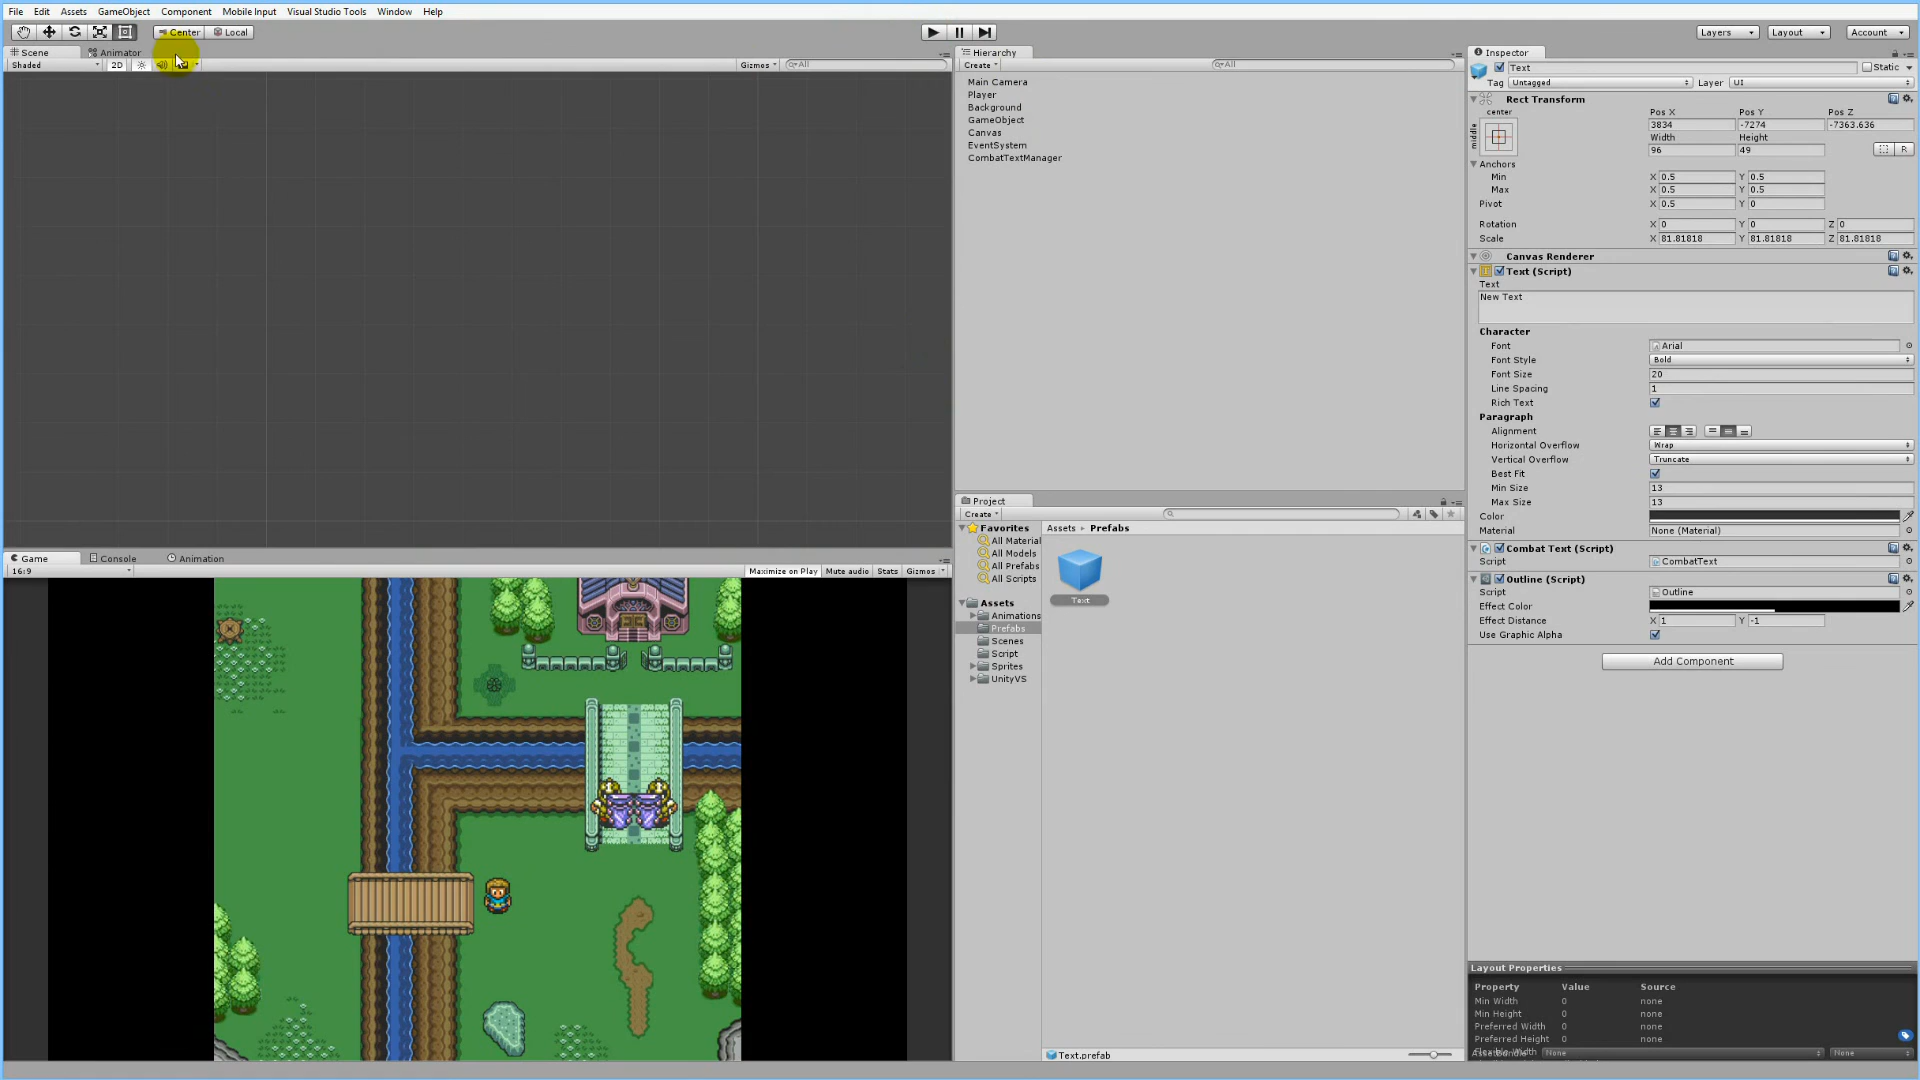 File Edit Assets GameObject Component Mobile Input Visual Studio Tools Window Help
Center Local
Layers Layout Account
Scene Animator
Shaded 2D Gizmos All
Hierarchy
Create All
Main Camera
Player
Background
GameObject
Canvas
EventSystem
CombatTextManager
Game Console Animation
16:9 Maximize on Play Mute audio Stats Gizmos
Project
Create
Favorites
All Material
All Models
All Prefabs
All Scripts
Assets
Animations
Prefabs
Scenes
Script
Sprites
UnityVS
Assets Prefabs
Text
Text.prefab
Inspector
Text Static
Tag Untagged Layer UI
Rect Transform
center Pos X Pos Y Pos Z
middle 3834 -7274 -7363.636
Width Height
96 49 R
Anchors
Min X 0.5 Y 0.5
Max X 0.5 Y 0.5
Pivot X 0.5 Y 0
Rotation X 0 Y 0 Z 0
Scale X 81.81818 Y 81.81818 Z 81.81818
Canvas Renderer
Text (Script)
Text
New Text
Character
Font Arial
Font Style Bold
Font Size 20
Line Spacing 1
Rich Text
Paragraph
Alignment
Horizontal Overflow Wrap
Vertical Overflow Truncate
Best Fit
Min Size 13
Max Size 13
Color
Material None (Material)
Combat Text (Script)
Script CombatText
Outline (Script)
Script Outline
Effect Color
Effect Distance X 1 Y -1
Use Graphic Alpha
Add Component
Layout Properties
Property Value Source
Min Width 0 none
Min Height 0 none
Preferred Width 0 none
Preferred Height 0 none
None None